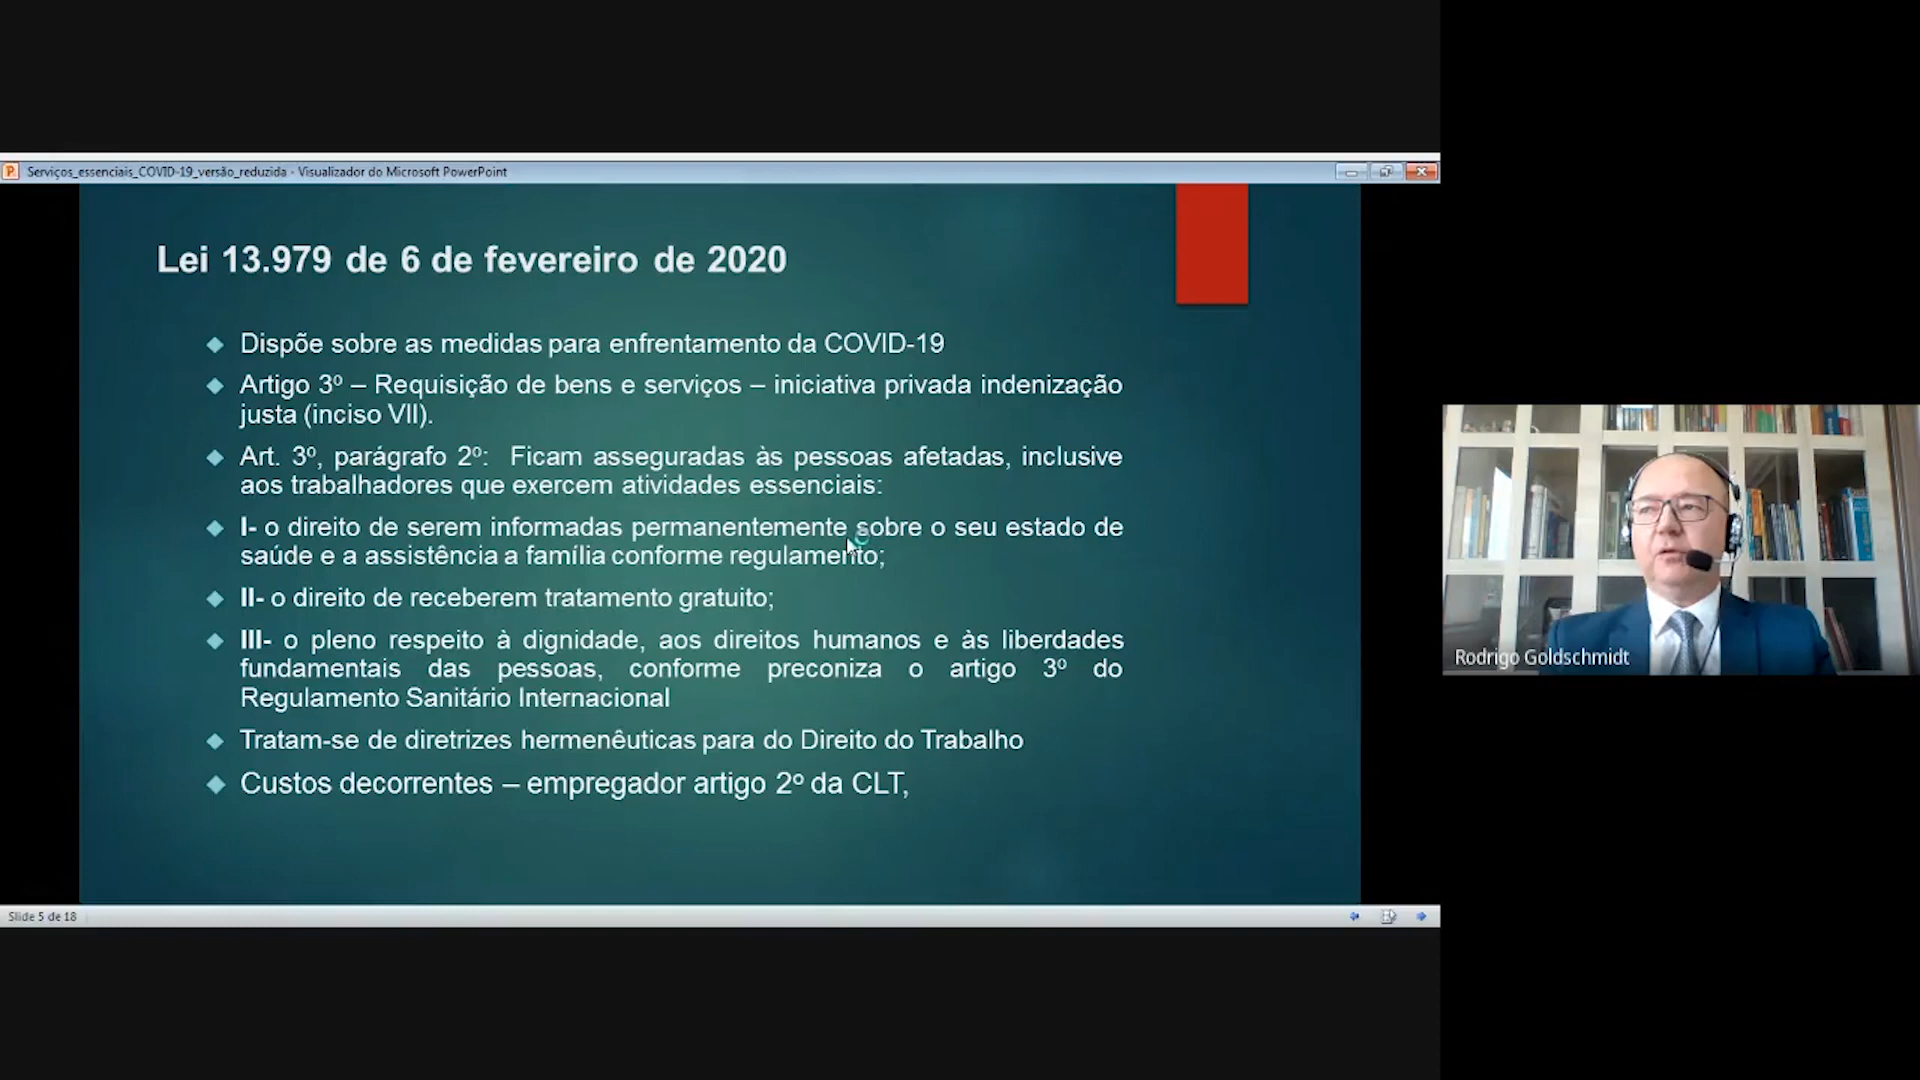 Serviços_essenciais_COVID-19_versão_reduzida - Visualizador do Microsoft PowerPoint
Lei 13.979 de 6 de fevereiro de 2020
Dispõe sobre as medidas para enfrentamento da COVID-19
Artigo 3º – Requisição de bens e serviços – iniciativa privada indenização
justa (inciso VII).
Art. 3º, parágrafo 2º: Ficam asseguradas às pessoas afetadas, inclusive
aos trabalhadores que exercem atividades essenciais:
I- o direito de serem informadas permanentemente sobre o seu estado de
saúde e a assistência a família conforme regulamento;
II- o direito de receberem tratamento gratuito;
III- o pleno respeito à dignidade, aos direitos humanos e às liberdades
fundamentais das pessoas, conforme preconiza o artigo 3º do
Regulamento Sanitário Internacional
Tratam-se de diretrizes hermenêuticas para do Direito do Trabalho
Custos decorrentes – empregador artigo 2º da CLT,
Slide 5 de 18
Rodrigo Goldschmidt